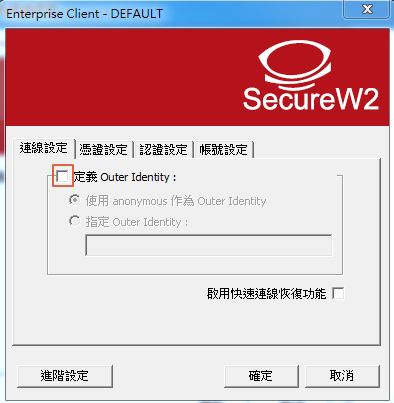 Enterprise Client - DEFAULT
SecureW2
連線設定 憑證設定 認證設定 帳號設定
定義 Outer Identity :
使用 anonymous 作為 Outer Identity
指定 Outer Identity :
啟用快速連線恢復功能
進階設定 確定 取消